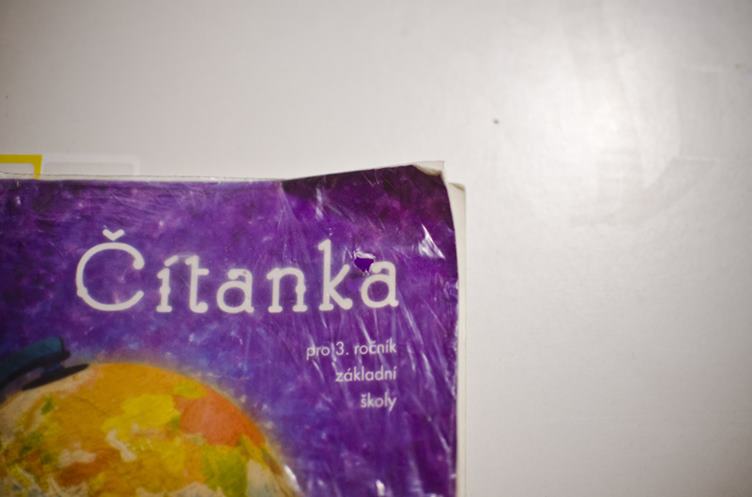 Čítanka
pro 3. ročník
základní
školy